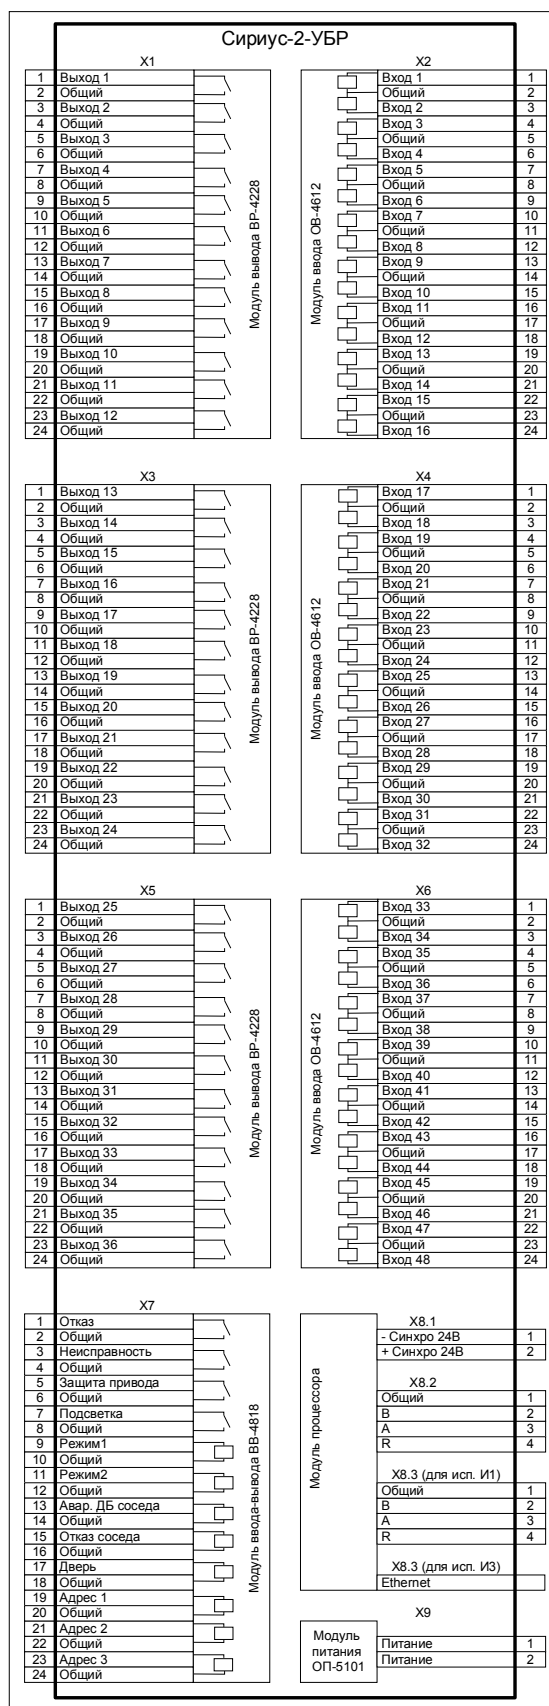 Сириус-2-УБР
X1
1 Выход 1
2 Общий
3 Выход 2
4 Общий
5 Выход 3
6 Общий
7 Выход 4
8 Общий
9 Выход 5
10 Общий
11 Выход 6
12 Общий
13 Выход 7
14 Общий
15 Выход 8
16 Общий
17 Выход 9
18 Общий
19 Выход 10
20 Общий
21 Выход 11
22 Общий
23 Выход 12
24 Общий
Модуль вывода ВР-4228
X2
Модуль ввода ОВ-4612
Вход 1 1
Общий 2
Вход 2 3
Вход 3 4
Общий 5
Вход 4 6
Вход 5 7
Общий 8
Вход 6 9
Вход 7 10
Общий 11
Вход 8 12
Вход 9 13
Общий 14
Вход 10 15
Вход 11 16
Общий 17
Вход 12 18
Вход 13 19
Общий 20
Вход 14 21
Вход 15 22
Общий 23
Вход 16 24
X3
1 Выход 13
2 Общий
3 Выход 14
4 Общий
5 Выход 15
6 Общий
7 Выход 16
8 Общий
9 Выход 17
10 Общий
11 Выход 18
12 Общий
13 Выход 19
14 Общий
15 Выход 20
16 Общий
17 Выход 21
18 Общий
19 Выход 22
20 Общий
21 Выход 23
22 Общий
23 Выход 24
24 Общий
Модуль вывода ВР-4228
X4
Модуль ввода ОВ-4612
Вход 17 1
Общий 2
Вход 18 3
Вход 19 4
Общий 5
Вход 20 6
Вход 21 7
Общий 8
Вход 22 9
Вход 23 10
Общий 11
Вход 24 12
Вход 25 13
Общий 14
Вход 26 15
Вход 27 16
Общий 17
Вход 28 18
Вход 29 19
Общий 20
Вход 30 21
Вход 31 22
Общий 23
Вход 32 24
X5
1 Выход 25
2 Общий
3 Выход 26
4 Общий
5 Выход 27
6 Общий
7 Выход 28
8 Общий
9 Выход 29
10 Общий
11 Выход 30
12 Общий
13 Выход 31
14 Общий
15 Выход 32
16 Общий
17 Выход 33
18 Общий
19 Выход 34
20 Общий
21 Выход 35
22 Общий
23 Выход 36
24 Общий
Модуль вывода ВР-4228
X6
Модуль ввода ОВ-4612
Вход 33 1
Общий 2
Вход 34 3
Вход 35 4
Общий 5
Вход 36 6
Вход 37 7
Общий 8
Вход 38 9
Вход 39 10
Общий 11
Вход 40 12
Вход 41 13
Общий 14
Вход 42 15
Вход 43 16
Общий 17
Вход 44 18
Вход 45 19
Общий 20
Вход 46 21
Вход 47 22
Общий 23
Вход 48 24
X7
1 Отказ
2 Общий
3 Неисправность
4 Общий
5 Защита привода
6 Общий
7 Подсветка
8 Общий
9 Режим1
10 Общий
11 Режим2
12 Общий
13 Авар. ДБ соседа
14 Общий
15 Отказ соседа
16 Общий
17 Дверь
18 Общий
19 Адрес 1
20 Общий
21 Адрес 2
22 Общий
23 Адрес 3
24 Общий
Модуль ввода-вывода ВВ-4818
Модуль процессора
X8.1
- Синхро 24В 1
+ Синхро 24В 2
X8.2
Общий 1
B 2
A 3
R 4
X8.3 (для исп. И1)
Общий 1
B 2
A 3
R 4
X8.3 (для исп. И3)
Ethernet
X9
Модуль
питания
ОП-5101
Питание 1
Питание 2